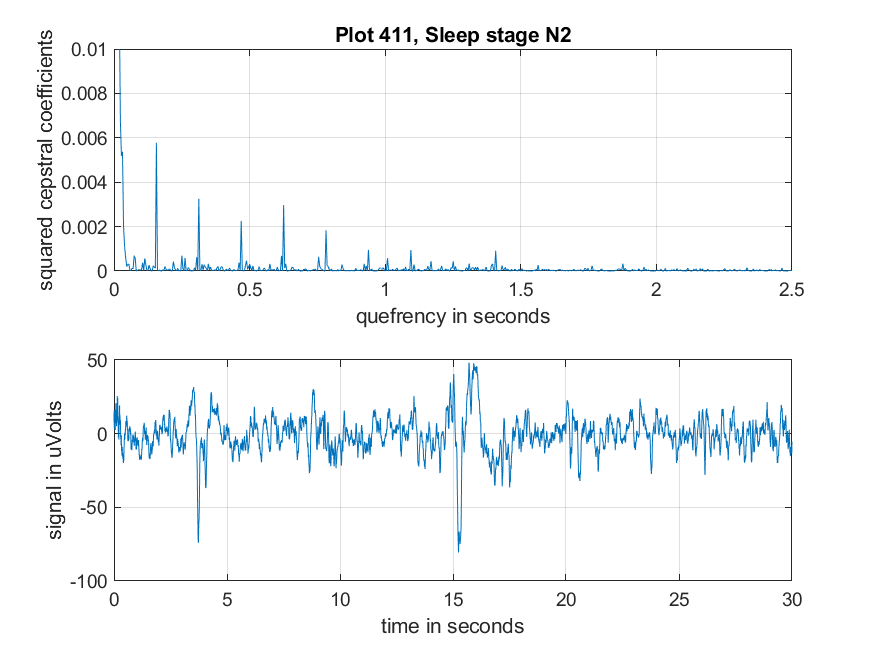 Plot 411, Sleep stage N2
squared cepstral coefficients
0.01
0.008
0.006
0.004
0.002
0
0 0.5 1 1.5 2 2.5
quefrency in seconds
signal in uVolts
50
0
-50
-100
0 5 10 15 20 25 30
time in seconds